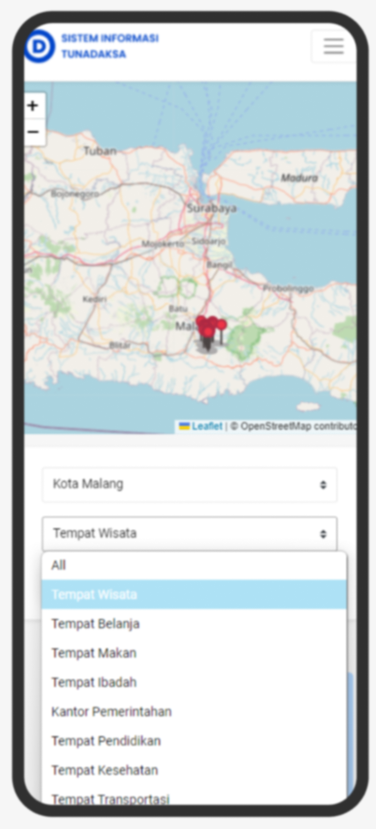 D SISTEM INFORMASI
TUNADAKSA
+
−
Tuban
Madura
Bojonegoro
Surabaya
Mojokerto Sidoarjo
Bangil
Probolinggo
Kediri
Batu
Mala
Blitar
Leaflet | © OpenStreetMap contributo
Kota Malang
Tempat Wisata
All
Tempat Wisata
Tempat Belanja
Tempat Makan
Tempat Ibadah
Kantor Pemerintahan
Tempat Pendidikan
Tempat Kesehatan
Tempat Transportasi